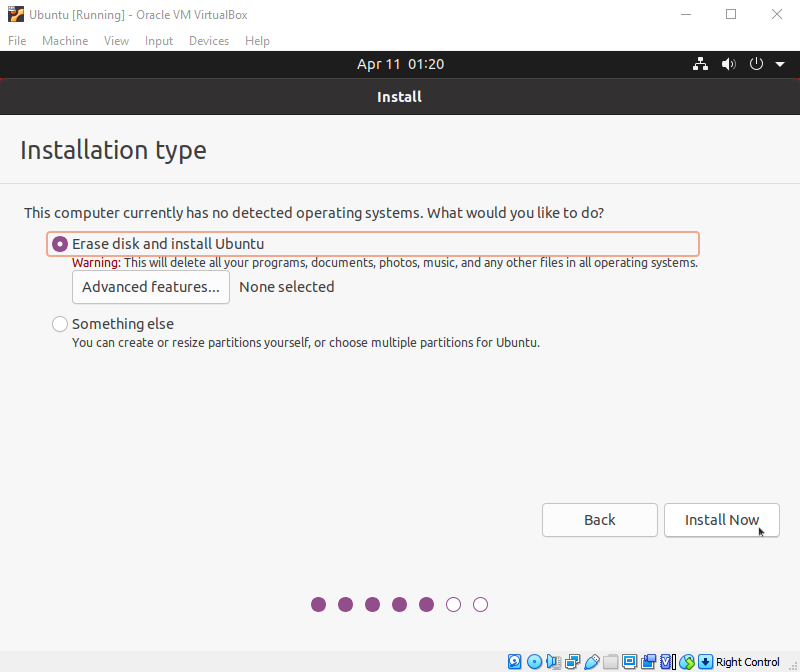 Ubuntu [Running] - Oracle VM VirtualBox
File Machine View Input Devices Help
Apr 11 01:20
Install
Installation type
This computer currently has no detected operating systems. What would you like to do?
Erase disk and install Ubuntu
Warning: This will delete all your programs, documents, photos, music, and any other files in all operating systems.
Advanced features... None selected
Something else
You can create or resize partitions yourself, or choose multiple partitions for Ubuntu.
Back Install Now
Right Control